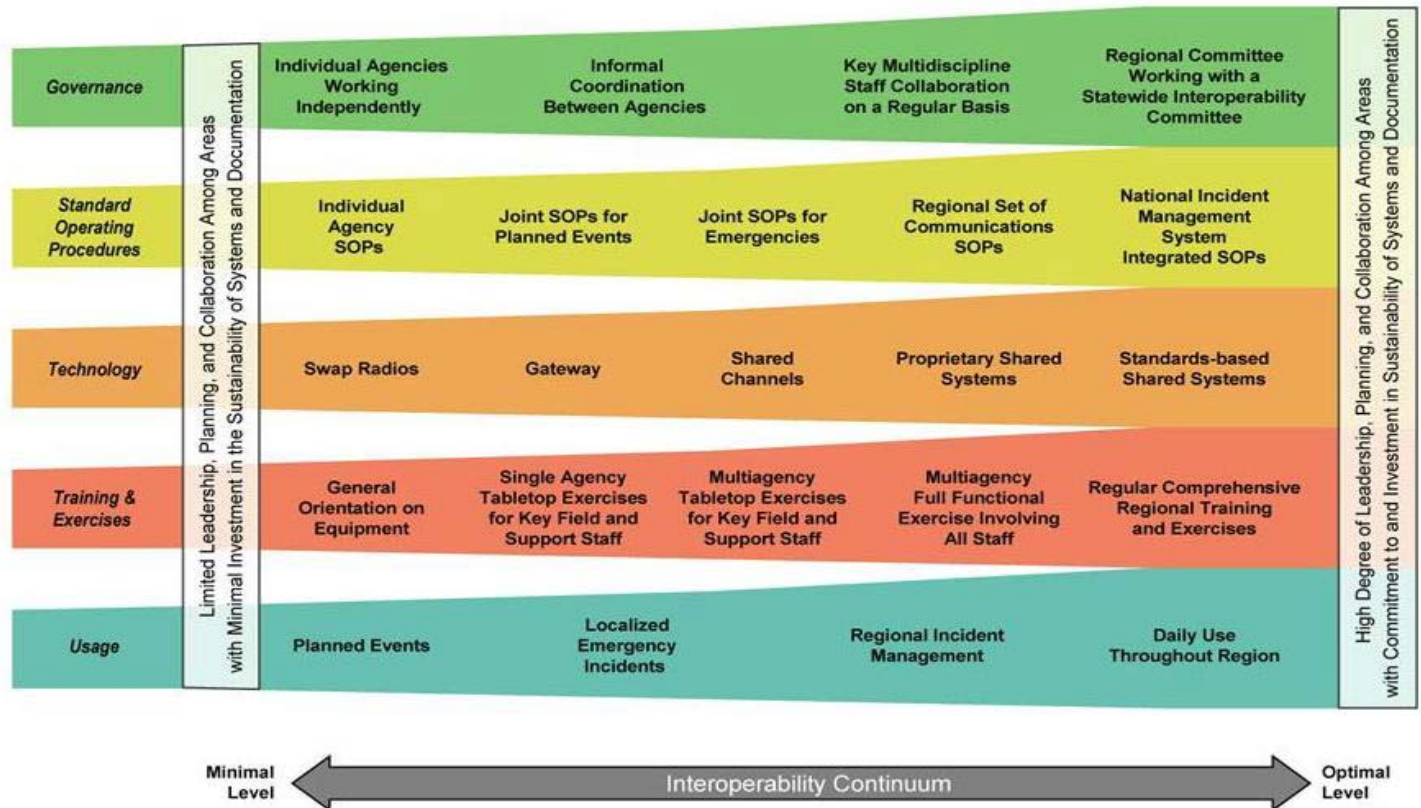 Governance
Limited Leadership, Planning, and Collaboration Among Areas
with Minimal Investment in the Sustainability of Systems and Documentation
Individual Agencies
Working
Independently
Informal
Coordination
Between Agencies
Key Multidiscipline
Staff Collaboration
on a Regular Basis
Regional Committee
Working with a
Statewide Interoperability
Committee
High Degree of Leadership, Planning, and Collaboration Among Areas
with Commitment to and Investment in Sustainability of Systems and Documentation
Standard
Operating
Procedures
Individual
Agency
SOPs
Joint SOPs for
Planned Events
Joint SOPs for
Emergencies
Regional Set of
Communications
SOPs
National Incident
Management
System
Integrated SOPs
Technology
Swap Radios
Gateway
Shared
Channels
Proprietary Shared
Systems
Standards-based
Shared Systems
Training &
Exercises
General
Orientation on
Equipment
Single Agency
Tabletop Exercises
for Key Field and
Support Staff
Multiagency
Tabletop Exercises
for Key Field and
Support Staff
Multiagency
Full Functional
Exercise Involving
All Staff
Regular Comprehensive
Regional Training
and Exercises
Usage
Planned Events
Localized
Emergency
Incidents
Regional Incident
Management
Daily Use
Throughout Region
Minimal
Level
Interoperability Continuum
Optimal
Level